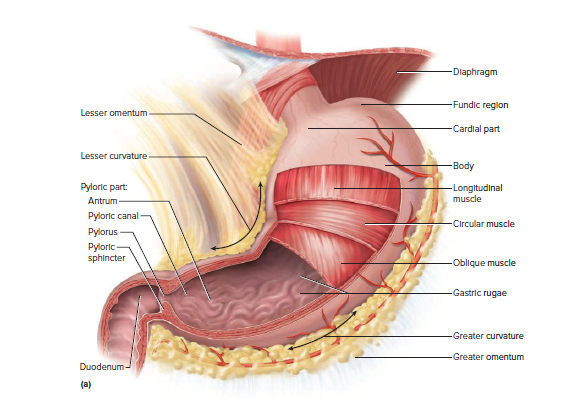 Lesser omentum
Lesser curvature
Pyloric part:
Antrum
Pyloric canal
Pylorus
Pyloric
sphincter
Duodenum
(a)
Diaphragm
Fundic region
Cardial part
Body
Longitudinal
muscle
Circular muscle
Oblique muscle
Gastric rugae
Greater curvature
Greater omentum